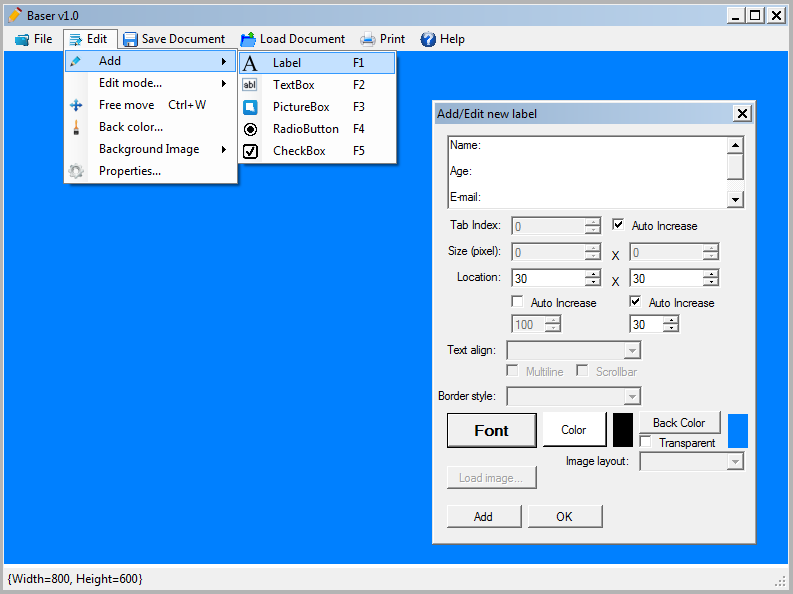 Baser v1.0
File Edit Save Document Load Document Print Help
Add
Edit mode...
Free move Ctrl+W
Back color...
Background Image
Properties...
A Label F1
abl TextBox F2
PictureBox F3
RadioButton F4
CheckBox F5
Add/Edit new label
Name:
Age:
E-mail:
Tab Index: 0 Auto Increase
Size (pixel): 0 X 0
Location: 30 X 30
Auto Increase Auto Increase
100 30
Text align:
Multiline Scrollbar
Border style:
Font Color Back Color
Transparent
Image layout:
Load image...
Add OK
{Width=800, Height=600}